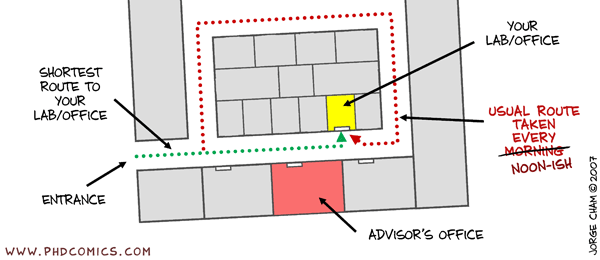 YOUR
LAB/OFFICE
SHORTEST
ROUTE TO
YOUR
LAB/OFFICE
USUAL ROUTE
TAKEN
EVERY
MORNING
NOON-ISH
ENTRANCE
ADVISOR'S OFFICE
WWW.PHDCOMICS.COM
JORGE CHAM © 2007